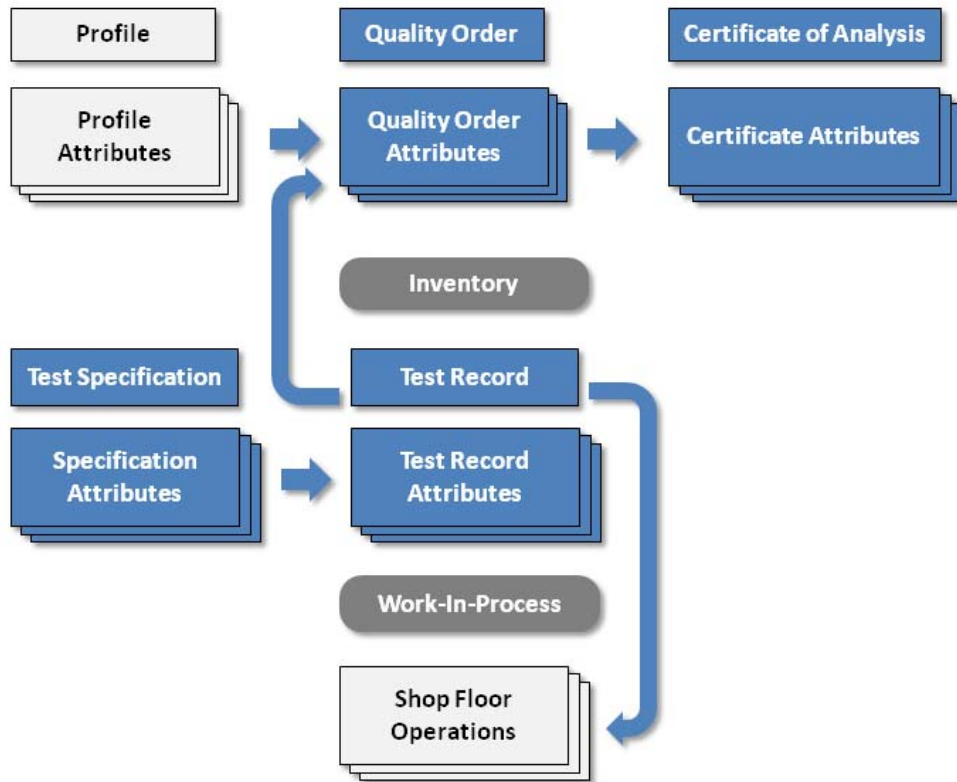 Profile
Quality Order
Certificate of Analysis
Profile
Attributes
Quality Order
Attributes
Certificate Attributes
Inventory
Test Specification
Test Record
Specification
Attributes
Test Record
Attributes
Work-In-Process
Shop Floor
Operations